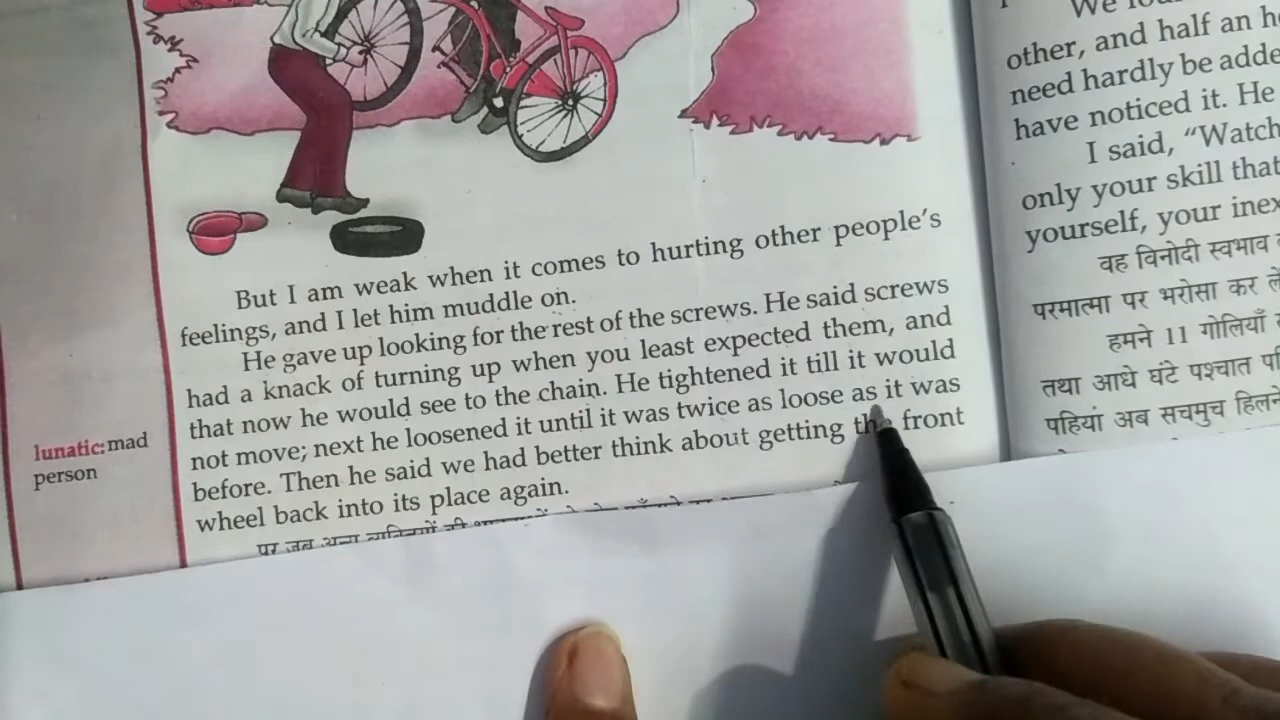 But I am weak when it comes to hurting other people's
feelings, and I let him muddle on.
He gave up looking for the rest of the screws. He said screws
had a knack of turning up when you least expected them, and
that now he would see to the chain. He tightened it till it would
not move; next he loosened it until it was twice as loose as it was
before. Then he said we had better think about getting the front
wheel back into its place again.
lunatic: mad
person
We
other, and half an
need hardly be
have noticed it. He
I said, "Watch
only your skill that
yourself, your
वह विनोदी स्वभाव
परमात्मा पर भरोसा कर
हमने 11 गोलियाँ
तथा आधे घंटे पश्चात
पहियां अब सचमुच